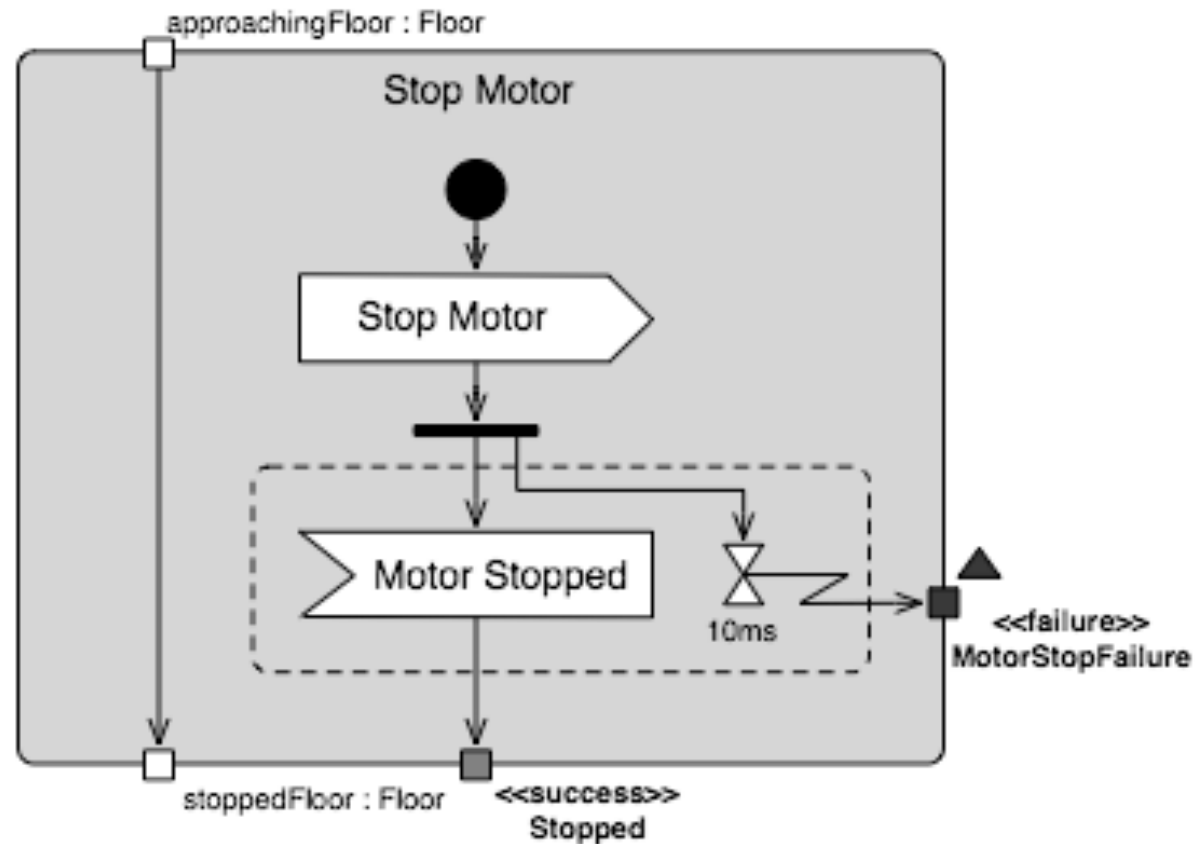 approachingFloor : Floor
Stop Motor
Stop Motor
Motor Stopped
10ms
<<failure>>
MotorStopFailure
stoppedFloor : Floor
<<success>>
Stopped